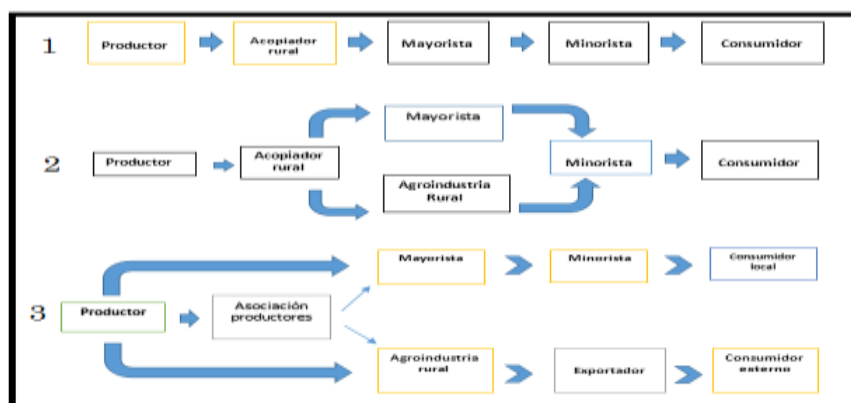 1
Productor
Acopiador
rural
Mayorista
Minorista
Consumidor
2
Productor
Acopiador
rural
Mayorista
Agroindustria
Rural
Minorista
Consumidor
3
Productor
Asociación
productores
Mayorista
Minorista
Consumidor
local
Agroindustria
rural
Exportador
Consumidor
externo